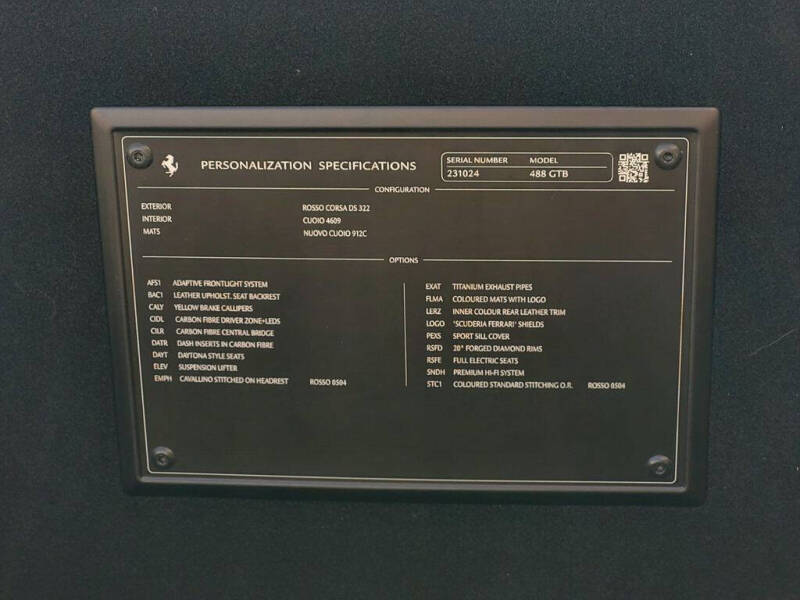 PERSONALIZATION SPECIFICATIONS
SERIAL NUMBER MODEL
231024 488 GTB
CONFIGURATION
EXTERIOR ROSSO CORSA DS 322
INTERIOR CUOIO 4609
MATS NUOVO CUOIO 912C
OPTIONS
AFS1 ADAPTIVE FRONTLIGHT SYSTEM
BAC1 LEATHER UPHOLST. SEAT BACKREST
CALY YELLOW BRAKE CALLIPERS
CIDL CARBON FIBRE DRIVER ZONE+LEDS
CILR CARBON FIBRE CENTRAL BRIDGE
DATR DASH INSERTS IN CARBON FIBRE
DAYT DAYTONA STYLE SEATS
ELEV SUSPENSION LIFTER
EMPH CAVALLINO STITCHED ON HEADREST ROSSO 0504
EXAT TITANIUM EXHAUST PIPES
FLMA COLOURED MATS WITH LOGO
LERZ INNER COLOUR REAR LEATHER TRIM
LOGO 'SCUDERIA FERRARI' SHIELDS
PEXS SPORT SILL COVER
RSFD 20" FORGED DIAMOND RIMS
RSFE FULL ELECTRIC SEATS
SNDH PREMIUM HI-FI SYSTEM
STC1 COLOURED STANDARD STITCHING O.R. ROSSO 0504